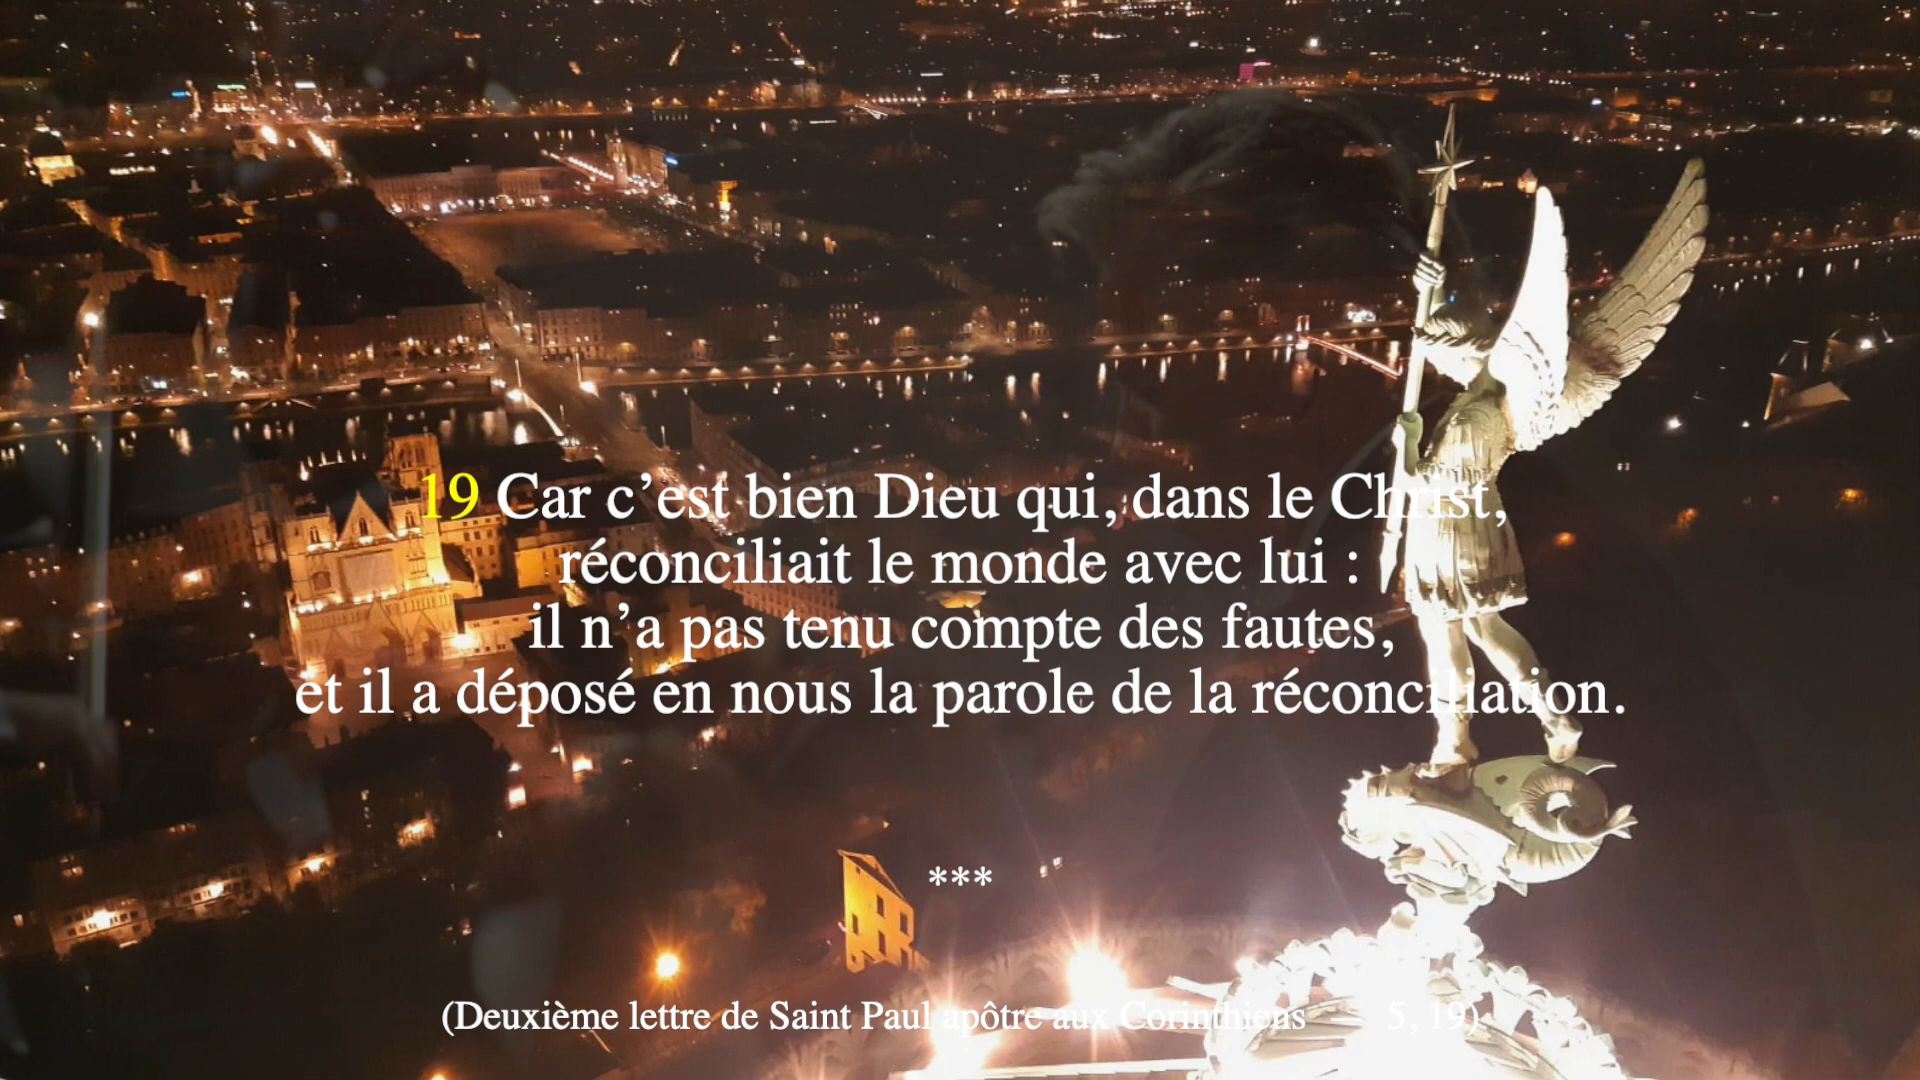 19 Car c’est bien Dieu qui, dans le Christ,
réconciliait le monde avec lui :
il n’a pas tenu compte des fautes,
et il a déposé en nous la parole de la réconciliation.
***
(Deuxième lettre de Saint Paul apôtre aux Corinthiens — 5, 19)